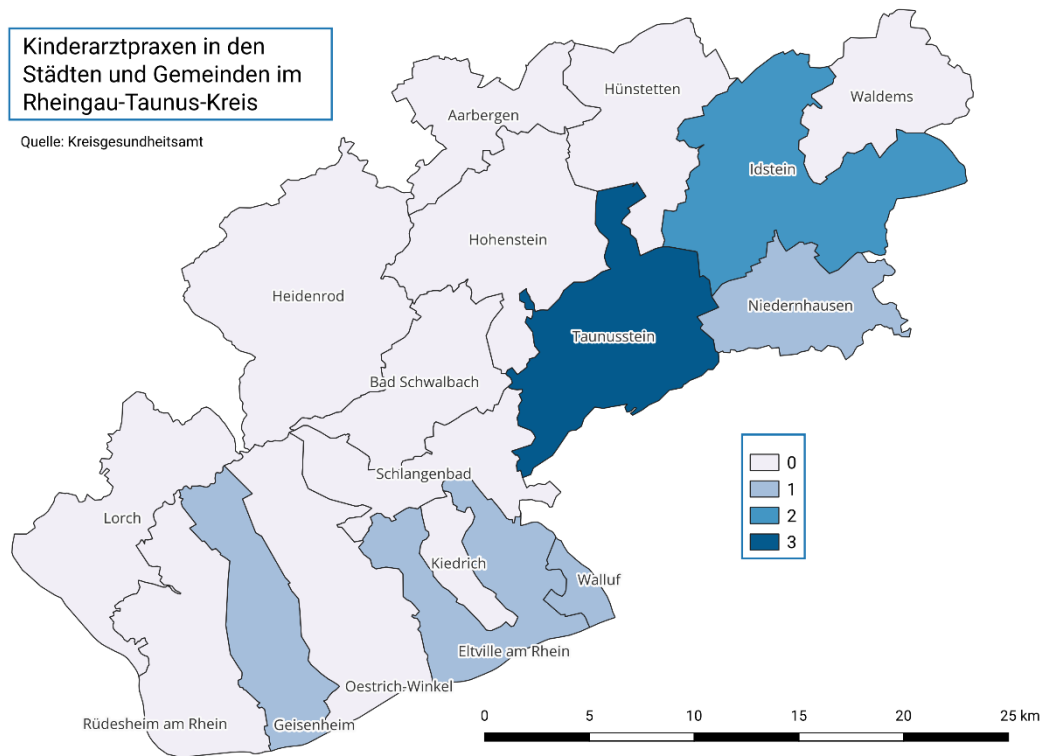 Kinderarztpraxen in den
Städten und Gemeinden im
Rheingau-Taunus-Kreis
Quelle: Kreisgesundheitsamt
Hünstetten
Waldems
Aarbergen
Idstein
Hohenstein
Heidenrod
Niedernhausen
Taunusstein
Bad Schwalbach
Schlangenbad
Lorch
Kiedrich
Walluf
Eltville am Rhein
Oestrich-Winkel
Rüdesheim am Rhein
Geisenheim
0
1
2
3
0 5 10 15 20 25 km